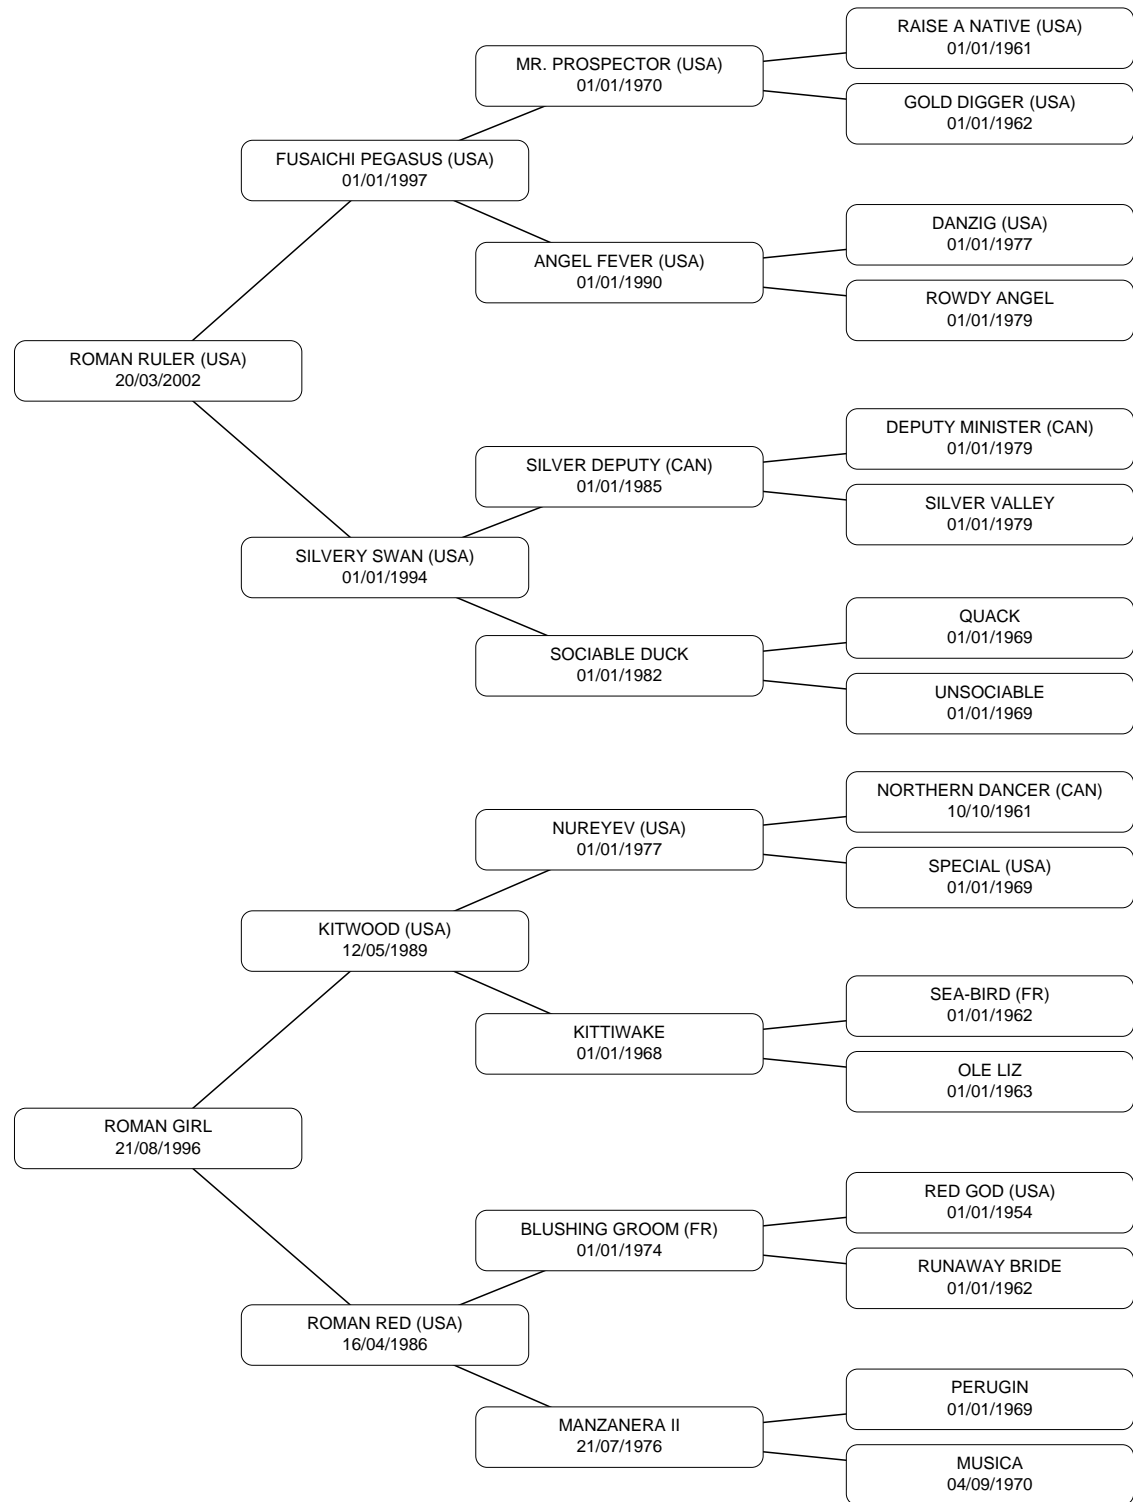 RAISE A NATIVE (USA)
01/01/1961
MR. PROSPECTOR (USA)
01/01/1970
GOLD DIGGER (USA)
01/01/1962
FUSAICHI PEGASUS (USA)
01/01/1997
DANZIG (USA)
01/01/1977
ANGEL FEVER (USA)
01/01/1990
ROWDY ANGEL
01/01/1979
ROMAN RULER (USA)
20/03/2002
DEPUTY MINISTER (CAN)
01/01/1979
SILVER DEPUTY (CAN)
01/01/1985
SILVER VALLEY
01/01/1979
SILVERY SWAN (USA)
01/01/1994
QUACK
01/01/1969
SOCIABLE DUCK
01/01/1982
UNSOCIABLE
01/01/1969
NORTHERN DANCER (CAN)
10/10/1961
NUREYEV (USA)
01/01/1977
SPECIAL (USA)
01/01/1969
KITWOOD (USA)
12/05/1989
SEA-BIRD (FR)
01/01/1962
KITTIWAKE
01/01/1968
OLE LIZ
01/01/1963
ROMAN GIRL
21/08/1996
RED GOD (USA)
01/01/1954
BLUSHING GROOM (FR)
01/01/1974
RUNAWAY BRIDE
01/01/1962
ROMAN RED (USA)
16/04/1986
PERUGIN
01/01/1969
MANZANERA II
21/07/1976
MUSICA
04/09/1970